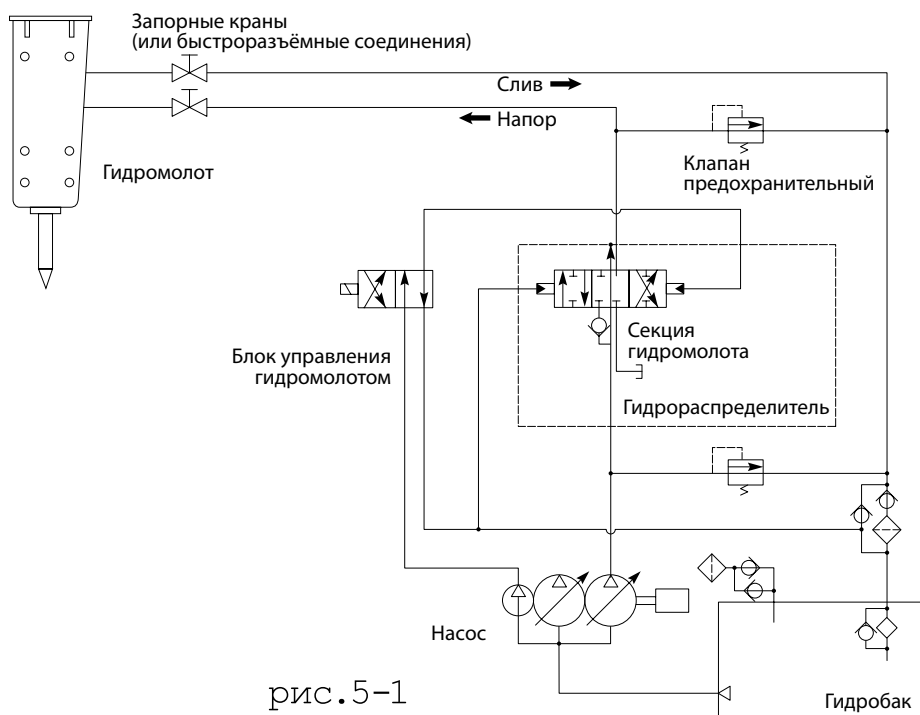 Запорные краны
(или быстроразъёмные соединения)
Слив
Напор
Гидромолот
Клапан
предохранительный
Секция
гидромолота
Блок управления
гидромолотом
Гидрораспределитель
Насос
рис.5-1
Гидробак